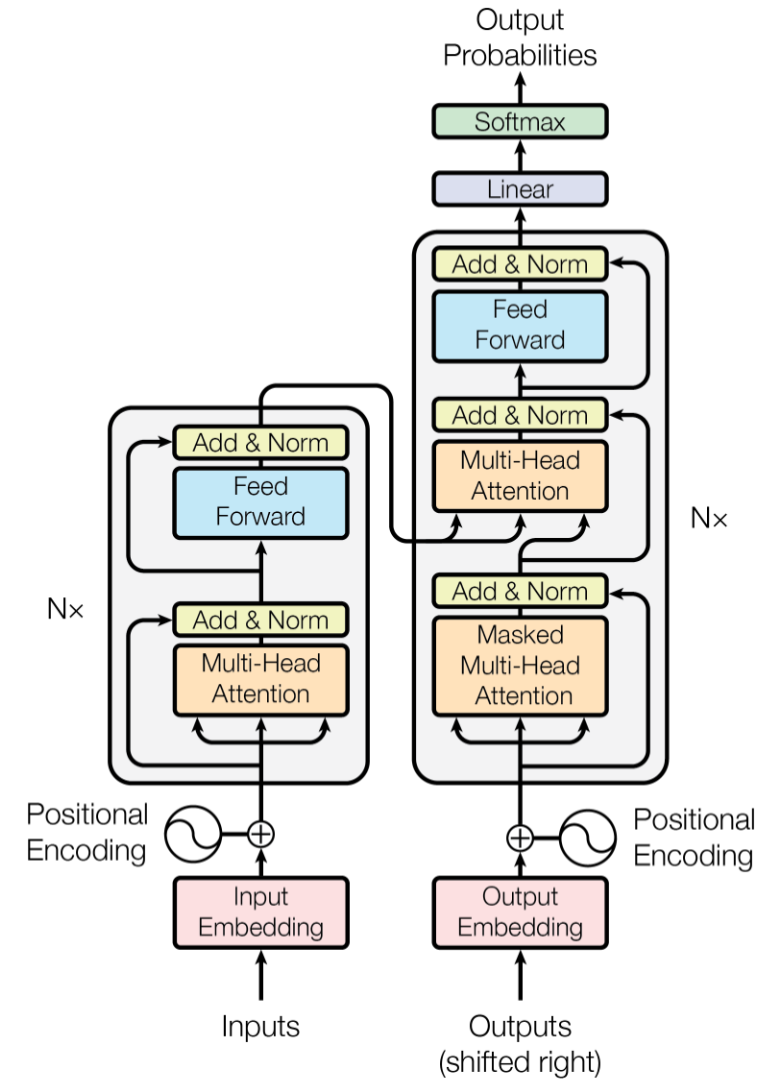 Output
Probabilities
Softmax
Linear
Add & Norm
Feed
Forward
Add & Norm
Multi-Head
Attention
Add & Norm
Masked
Multi-Head
Attention
N×
Add & Norm
Feed
Forward
Add & Norm
Multi-Head
Attention
N×
Positional
Encoding
Positional
Encoding
Input
Embedding
Output
Embedding
Inputs
Outputs
(shifted right)